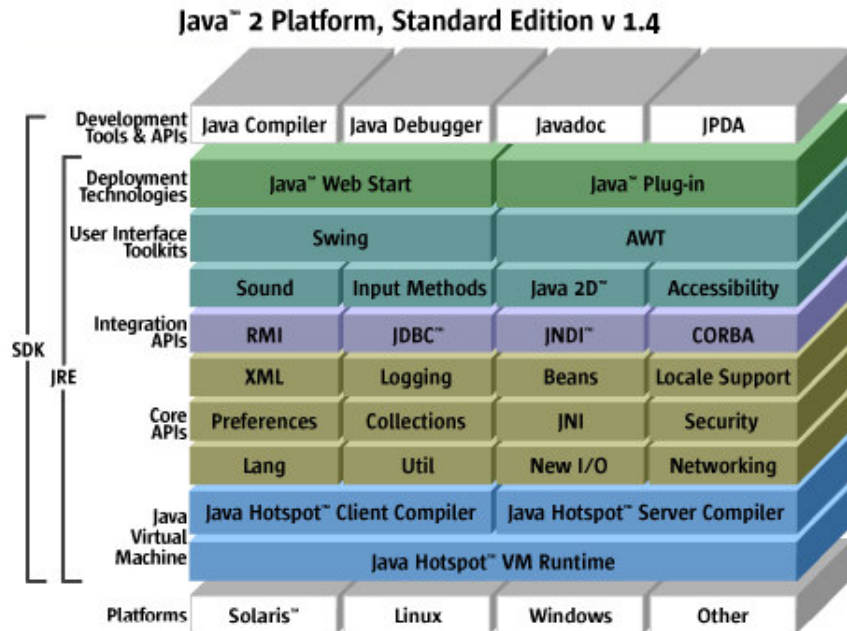 Java™ 2 Platform, Standard Edition v 1.4
Development
Tools & APIs
Java Compiler
Java Debugger
Javadoc
JPDA
Deployment
Technologies
Java™ Web Start
Java™ Plug-in
User Interface
Toolkits
Swing
AWT
Sound
Input Methods
Java 2D™
Accessibility
Integration
APIs
RMI
JDBC™
JNDI™
CORBA
SDK
JRE
XML
Logging
Beans
Locale Support
Core
APIs
Preferences
Collections
JNI
Security
Lang
Util
New I/O
Networking
Java
Virtual
Machine
Java Hotspot™ Client Compiler
Java Hotspot™ Server Compiler
Java Hotspot™ VM Runtime
Platforms
Solaris™
Linux
Windows
Other